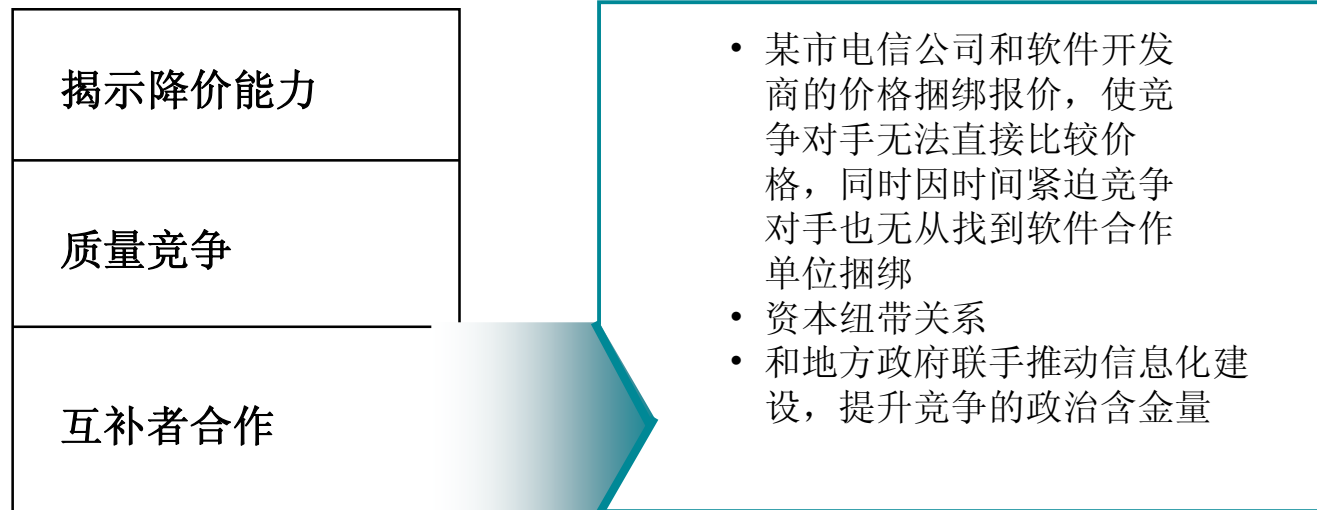 揭示降价能力
质量竞争
互补者合作
• 某市电信公司和软件开发
商的价格捆绑报价，使竞
争对手无法直接比较价
格，同时因时间紧迫竞争
对手也无从找到软件合作
单位捆绑
• 资本纽带关系
• 和地方政府联手推动信息化建
设，提升竞争的政治含金量